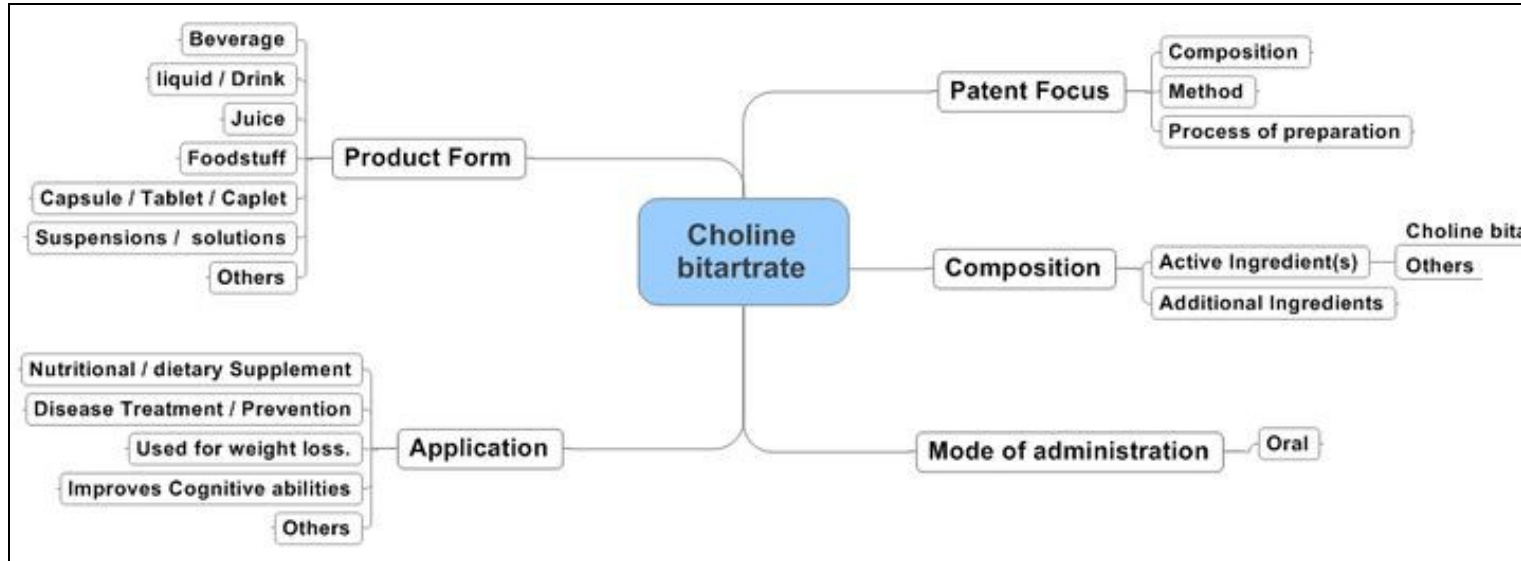 Beverage
liquid / Drink
Juice
Foodstuff
Capsule / Tablet / Caplet
Suspensions / solutions
Others
Product Form
Nutritional / dietary Supplement
Disease Treatment / Prevention
Used for weight loss.
Improves Cognitive abilities
Others
Application
Choline
bitartrate
Patent Focus
Composition
Method
Process of preparation
Composition
Active Ingredient(s)
Choline
Others
Additional Ingredients
Mode of administration
Oral